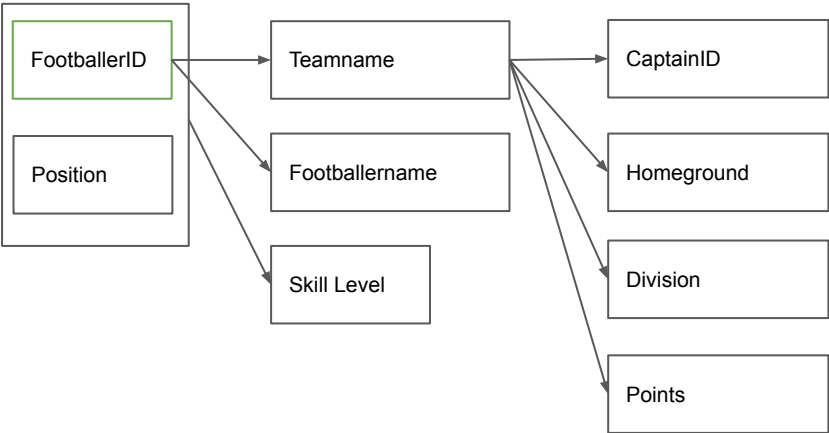 FootballerID
Teamname
CaptainID
Position
Footballername
Homeground
Skill Level
Division
Points